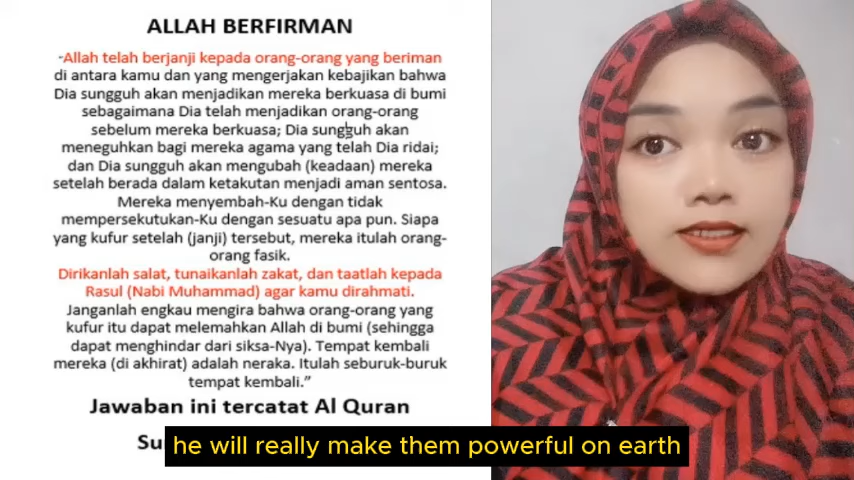 ALLAH BERFIRMAN
-Allah telah berjanji kepada orang-orang yang beriman
di antara kamu dan yang mengerjakan kebajikan bahwa
Dia sungguh akan menjadikan mereka berkuasa di bumi
sebagaimana Dia telah menjadikan orang-orang
sebelum mereka berkuasa; Dia sungguh akan
meneguhkan bagi mereka agama yang telah Dia ridai;
dan Dia sungguh akan mengubah (keadaan) mereka
setelah berada dalam ketakutan menjadi aman sentosa.
Mereka menyembah-Ku dengan tidak
mempersekutukan-Ku dengan sesuatu apa pun. Siapa
yang kufur setelah (janji) tersebut, mereka itulah orang-
orang fasik.
Dirikanlah salat, tunaikanlah zakat, dan taatlah kepada
Rasul (Nabi Muhammad) agar kamu dirahmati.
Janganlah engkau mengira bahwa orang-orang yang
kufur itu dapat melemahkan Allah di bumi (sehingga
dapat menghindar dari siksa-Nya). Tempat kembali
mereka (di akhirat) adalah neraka. Itulah seburuk-buruk
tempat kembali.”
Jawaban ini tercatat Al Quran
he will really make them powerful on earth